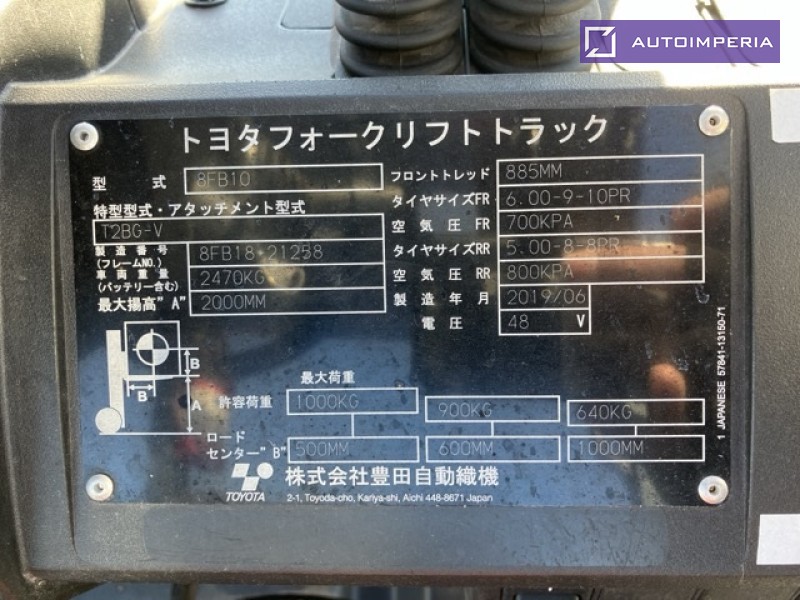 AUTOIMPERIA
トヨタフォークリフトトラック
型式 8FB10
特型型式・アタッチメント型式
T2BG-V
製造番号 8FB18-21258
(フレームNO.)
車両重量 2470KG
(バッテリー含む)
最大揚高"A" 2000MM
フロントトレッド 885MM
タイヤサイズFR 6.00-9-10PR
空気圧 FR 700KPA
タイヤサイズRR 5.00-8-8PR
空気圧 RR 800KPA
製造年月 2019/06
電圧 48 V
B
B
A
最大荷重
許容荷重 1000KG 900KG 640KG
ロード
センター"B" 500MM 600MM 1000MM
TOYOTA 株式会社豊田自動織機
2-1, Toyoda-cho, Kariya-shi, Aichi 448-8671 Japan
1 JAPANESE 57841-13150-71